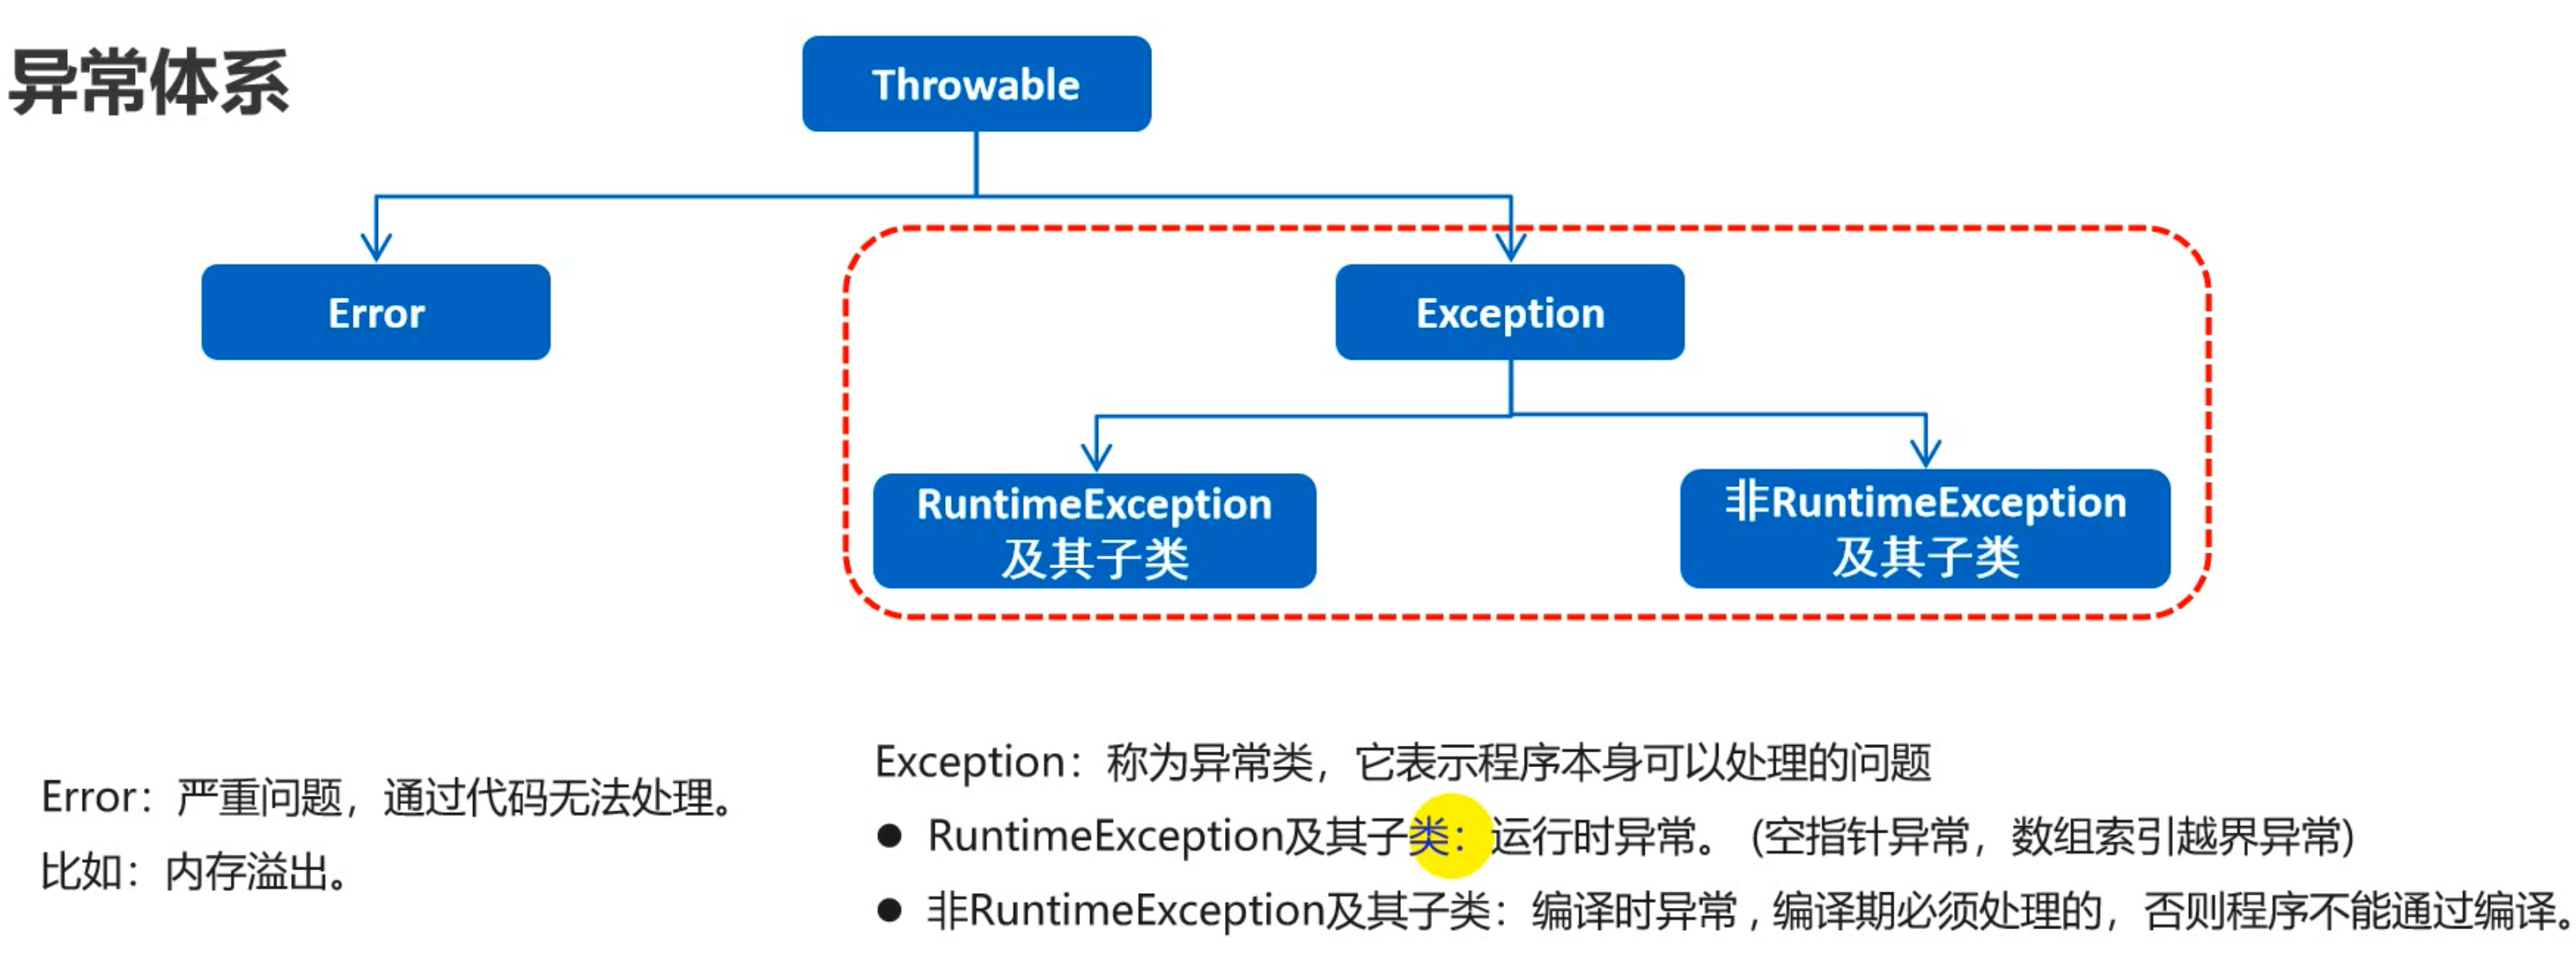 异常体系
Throwable
Error
Exception
RuntimeException
及其子类
非RuntimeException
及其子类
Error：严重问题，通过代码无法处理。
比如：内存溢出。
Exception：称为异常类，它表示程序本身可以处理的问题
● RuntimeException及其子类：运行时异常。 (空指针异常，数组索引越界异常)
● 非RuntimeException及其子类：编译时异常 , 编译期必须处理的，否则程序不能通过编译。